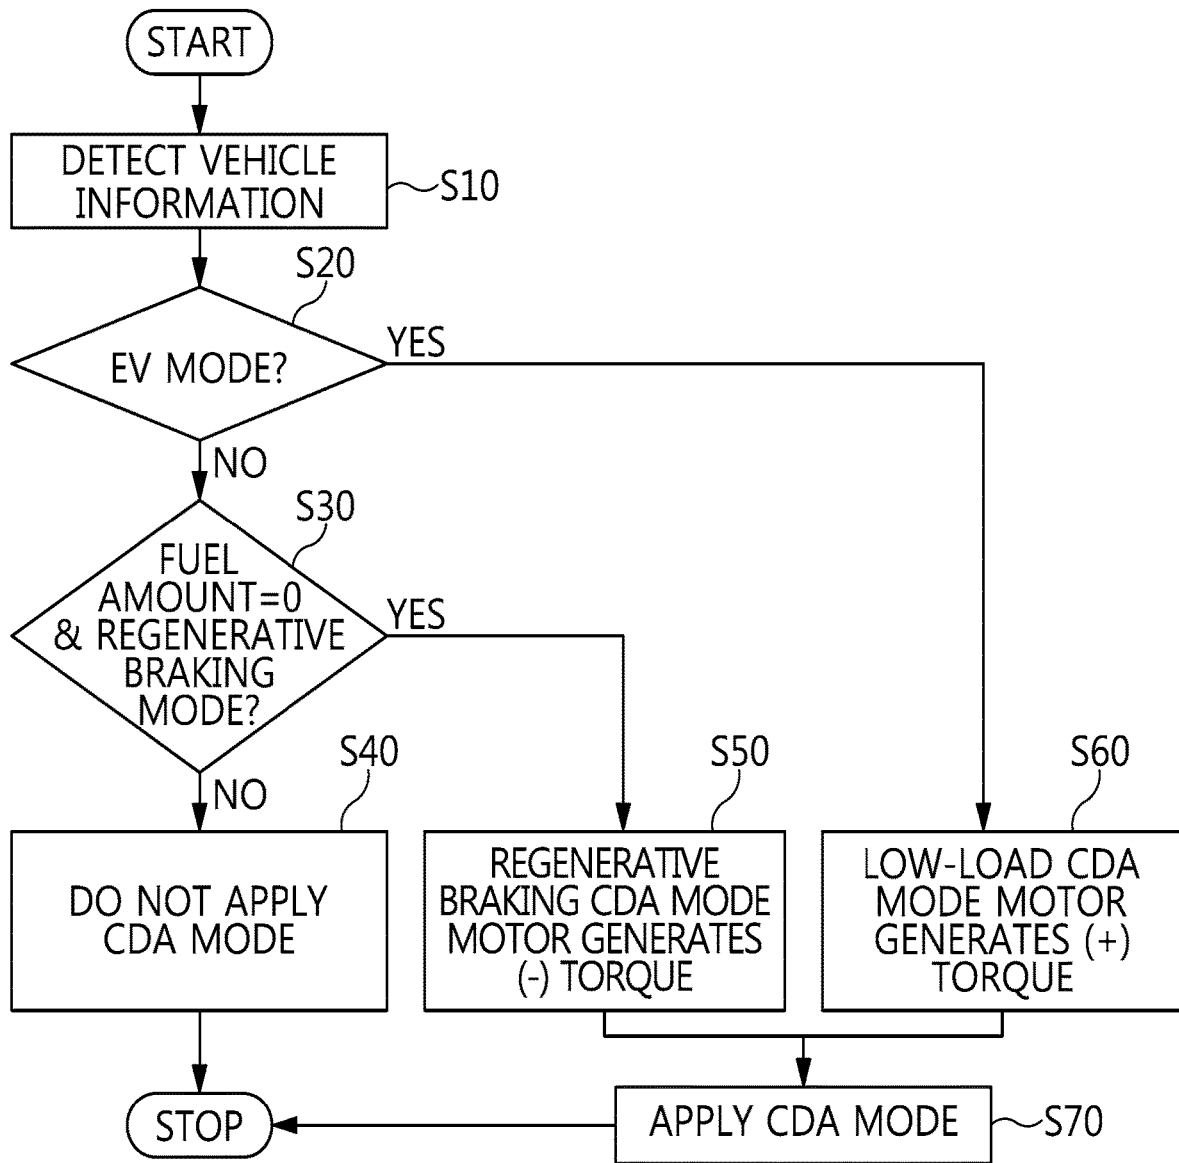 START
DETECT VEHICLE
INFORMATION
S10
S20
EV MODE?
YES
NO
S30
FUEL
AMOUNT=0
& REGENERATIVE
BRAKING
MODE?
YES
NO
S40
DO NOT APPLY
CDA MODE
S50
REGENERATIVE
BRAKING CDA MODE
MOTOR GENERATES
(-) TORQUE
S60
LOW-LOAD CDA
MODE MOTOR
GENERATES (+)
TORQUE
STOP
APPLY CDA MODE
S70